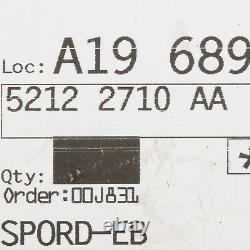 Loc: A19 689
5212 2710 AA
Qty:
Order:00J831
SPORD-EB